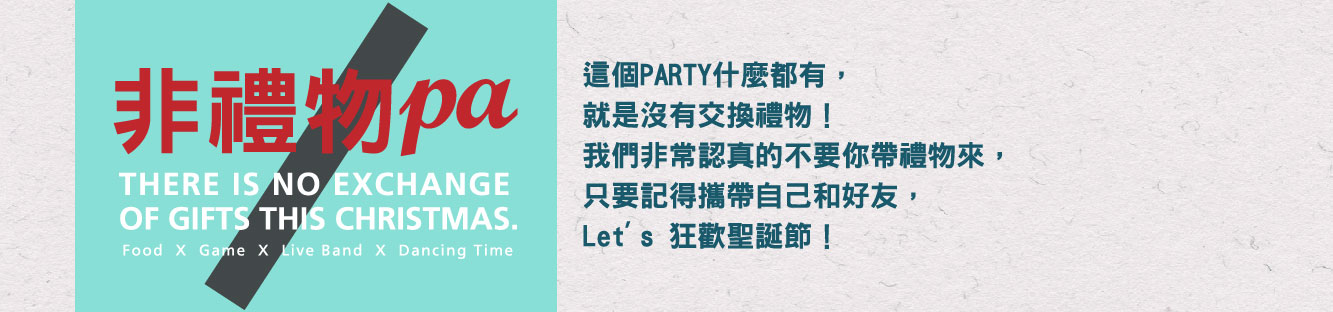 非禮物pa
THERE IS NO EXCHANGE
OF GIFTS THIS CHRISTMAS.
Food X Game X Live Band X Dancing Time
這個PARTY什麼都有，
就是沒有交換禮物！
我們非常認真的不要你帶禮物來，
只要記得攜帶自己和好友，
Let's 狂歡聖誕節！